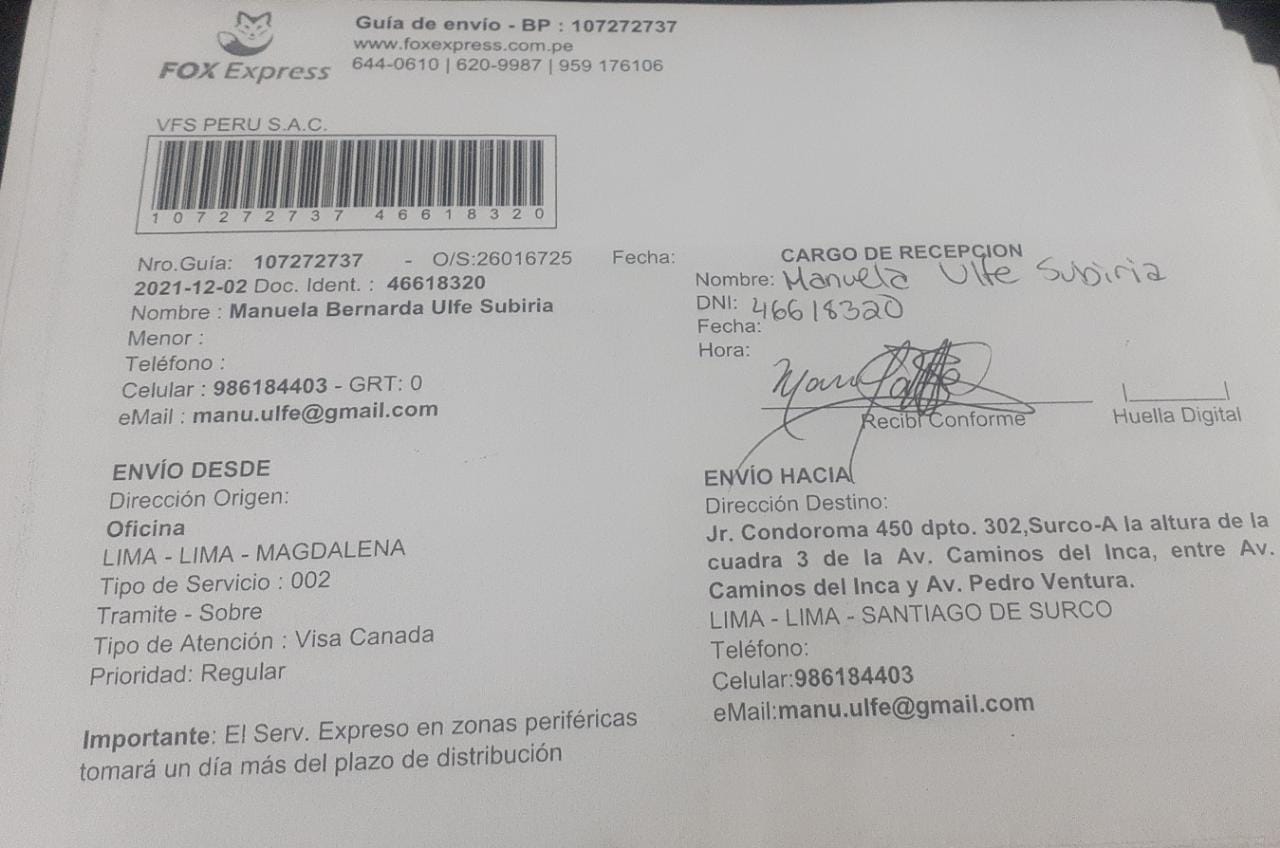 FOX Express
Guía de envío - BP : 107272737
www.foxexpress.com.pe
644-0610 | 620-9987 | 959 176106
VFS PERU S.A.C.
107272737 46618320
Nro.Guía: 107272737 - O/S:26016725 Fecha:
2021-12-02 Doc. Ident. : 46618320
Nombre : Manuela Bernarda Ulfe Subiria
Menor :
Teléfono :
Celular : 986184403 - GRT: 0
eMail : manu.ulfe@gmail.com
CARGO DE RECEPCION
Nombre: Manuela Ulfe Subiria
DNI: 46618320
Fecha:
Hora:
Recibi Conforme
Huella Digital
ENVÍO DESDE
Dirección Origen:
Oficina
LIMA - LIMA - MAGDALENA
Tipo de Servicio : 002
Tramite - Sobre
Tipo de Atención : Visa Canada
Prioridad: Regular
ENVÍO HACIA
Dirección Destino:
Jr. Condoroma 450 dpto. 302,Surco-A la altura de la
cuadra 3 de la Av. Caminos del Inca, entre Av.
Caminos del Inca y Av. Pedro Ventura.
LIMA - LIMA - SANTIAGO DE SURCO
Teléfono:
Celular:986184403
eMail:manu.ulfe@gmail.com
Importante: El Serv. Expreso en zonas periféricas
tomará un día más del plazo de distribución